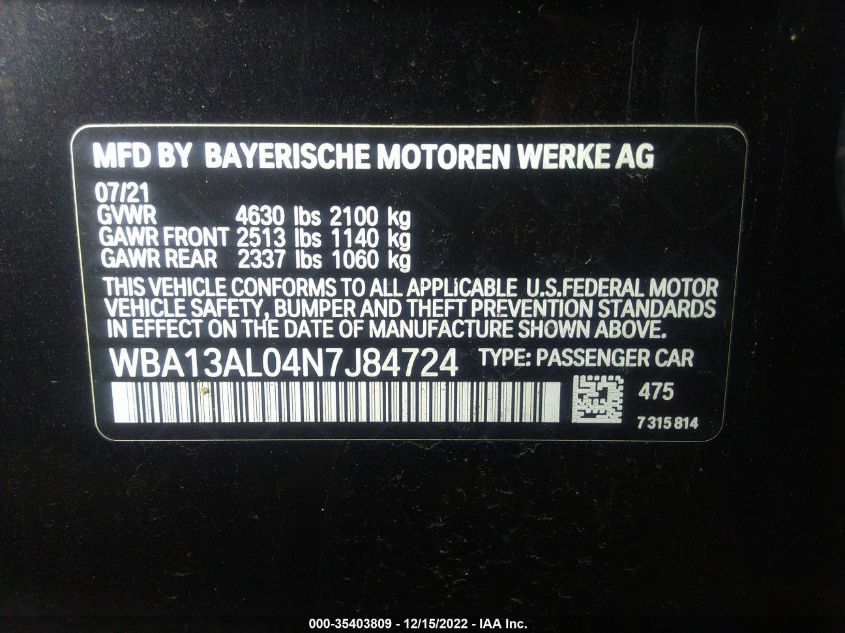 MFD BY BAYERISCHE MOTOREN WERKE AG
07/21
GVWR 4630 lbs 2100 kg
GAWR FRONT 2513 lbs 1140 kg
GAWR REAR 2337 lbs 1060 kg
THIS VEHICLE CONFORMS TO ALL APPLICABLE U.S.FEDERAL MOTOR
VEHICLE SAFETY, BUMPER AND THEFT PREVENTION STANDARDS
IN EFFECT ON THE DATE OF MANUFACTURE SHOWN ABOVE.
WBA13AL04N7J84724 TYPE: PASSENGER CAR
475
7 315 814
000-35403809 - 12/15/2022 - IAA Inc.